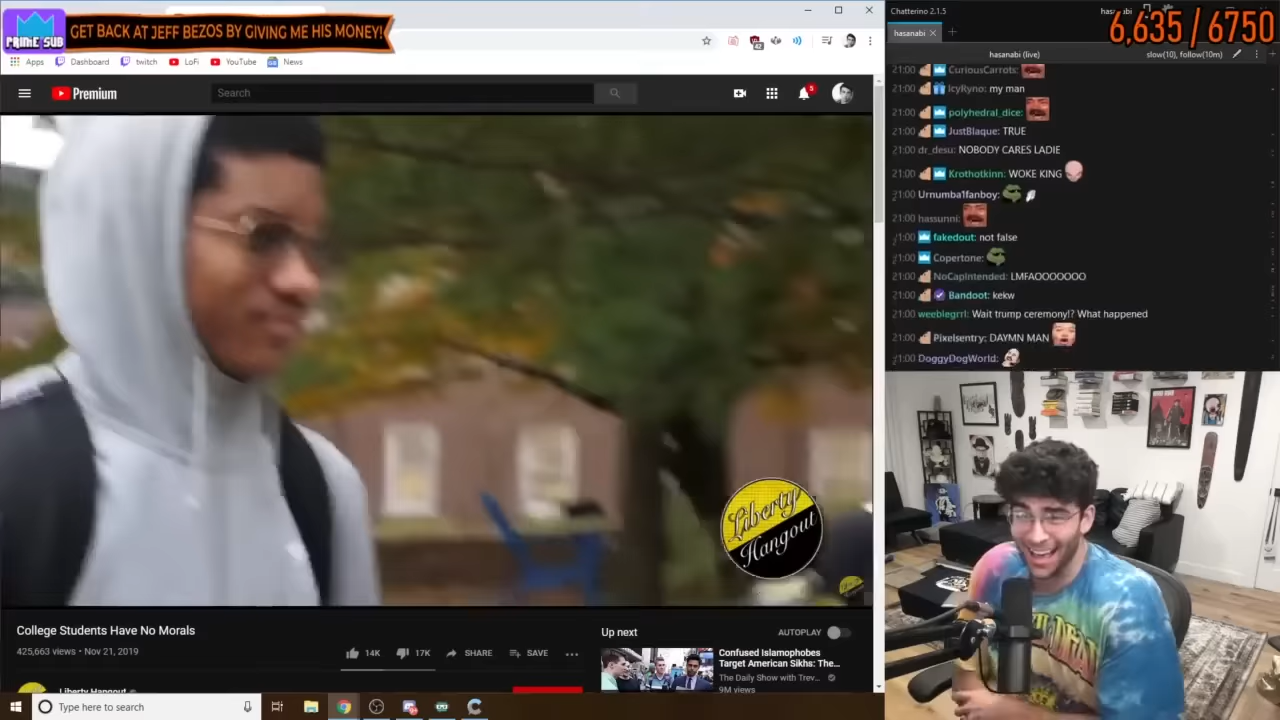 PRIME SUB
GET BACK AT JEFF BEZOS BY GIVING ME HIS MONEY!
42
Apps
Dashboard
twitch
LoFi
YouTube
News
Premium
Search
5
Liberty
Hangout
College Students Have No Morals
425,663 views • Nov 21, 2019
14K
17K
SHARE
SAVE
Liberty Hangout
Up next
AUTOPLAY
Confused Islamophobes
Target American Sikhs: The...
The Daily Show with Trev...
9M views
Type here to search
Chatterino 2.1.5
6,635 / 6750
hasanabi
hasanabi (live)
slow(10), follow(10m)
21:00 CuriousCarrots:
21:00 IcyRyno: my man
21:00 polyhedral_dice:
21:00 JustBlaque: TRUE
dr_desu: NOBODY CARES LADIE
21:00 Krothotkinn: WOKE KING
21:00 Urnumba1fanboy:
21:00 hassunni:
21:00 fakedout: not false
21:00 Copertone:
21:00 NoCapIntended: LMFAOOOOOOO
21:00 Bandoot: kekw
weeblegrrl: Wait trump ceremony!? What happened
21:00 Pixelsentry: DAYMN MAN
21:00 DoggyDogWorld: